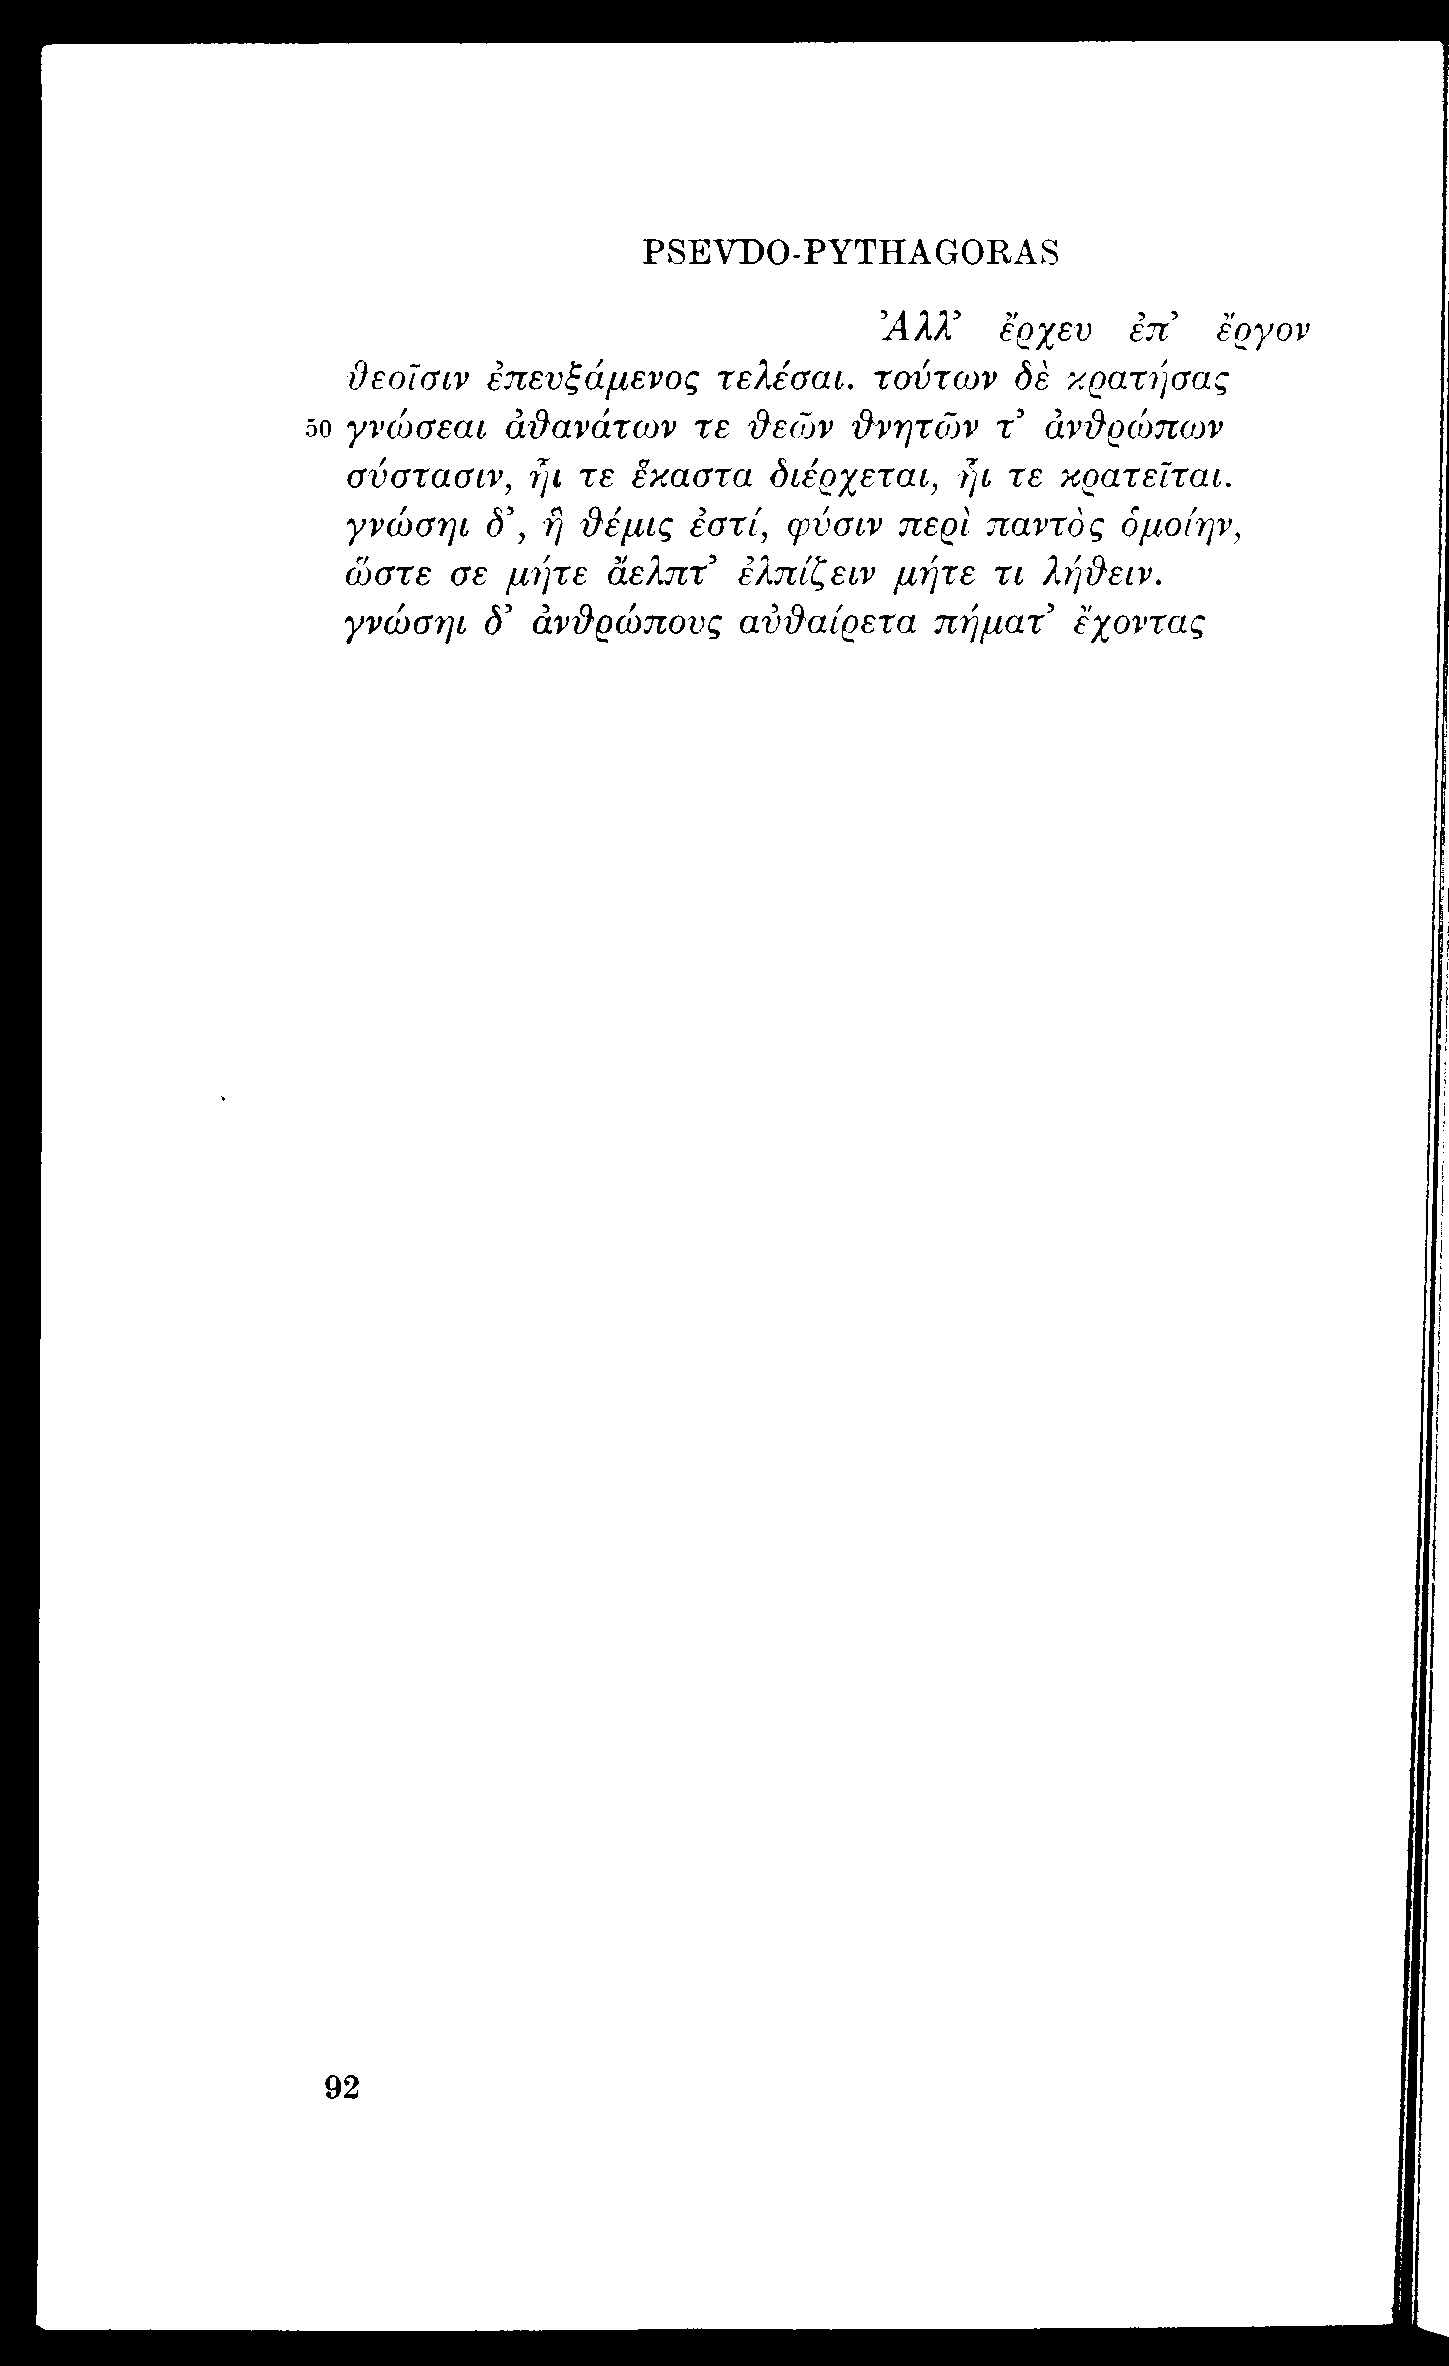 PSEVDO-PYTHAGORAS
Ἀλλ’ ἔρχευ ἐπ’ ἔργον
θεοῖσιν ἐπευξάμενος τελέσαι. τούτων δὲ κρατήσας
50 γνώσεαι ἀθανάτων τε θεῶν θνητῶν τ’ ἀνθρώπων
σύστασιν, ἧι τε ἕκαστα διέρχεται, ἧι τε κρατεῖται.
γνώσηι δ’, ἣ θέμις ἐστί, φύσιν περὶ παντὸς ὁμοίην,
ὥστε σε μήτε ἄελπτ’ ἐλπίζειν μήτε τι λήθειν.
γνώσηι δ’ ἀνθρώπους αὐθαίρετα πήματ’ ἔχοντας
92